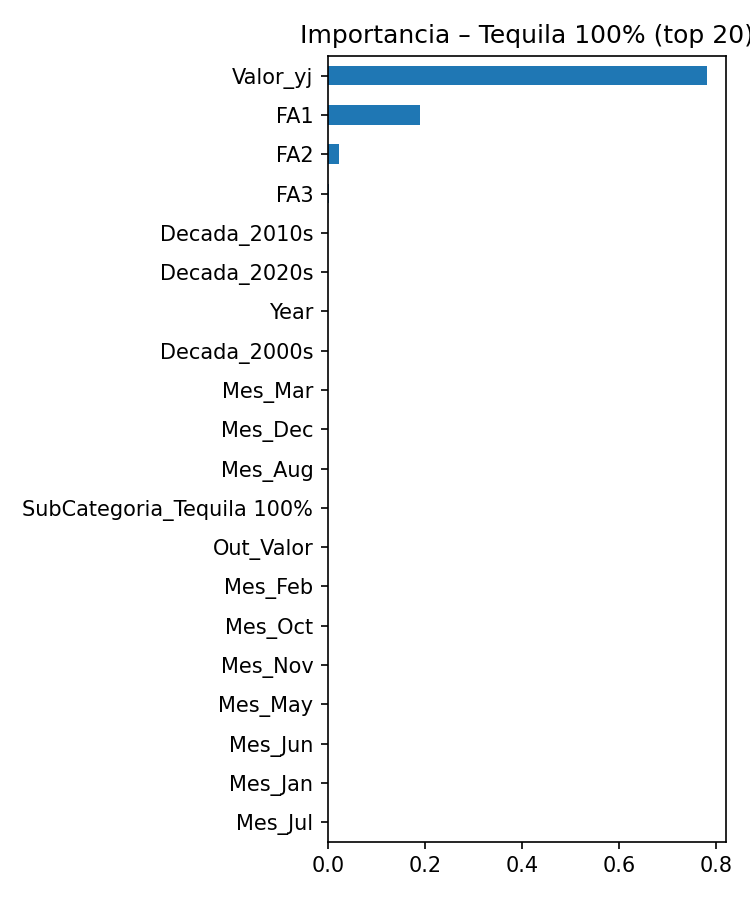 Importancia – Tequila 100% (top 20)
Valor_yj
FA1
FA2
FA3
Decada_2010s
Decada_2020s
Year
Decada_2000s
Mes_Mar
Mes_Dec
Mes_Aug
SubCategoria_Tequila 100%
Out_Valor
Mes_Feb
Mes_Oct
Mes_Nov
Mes_May
Mes_Jun
Mes_Jan
Mes_Jul
0.0 0.2 0.4 0.6 0.8